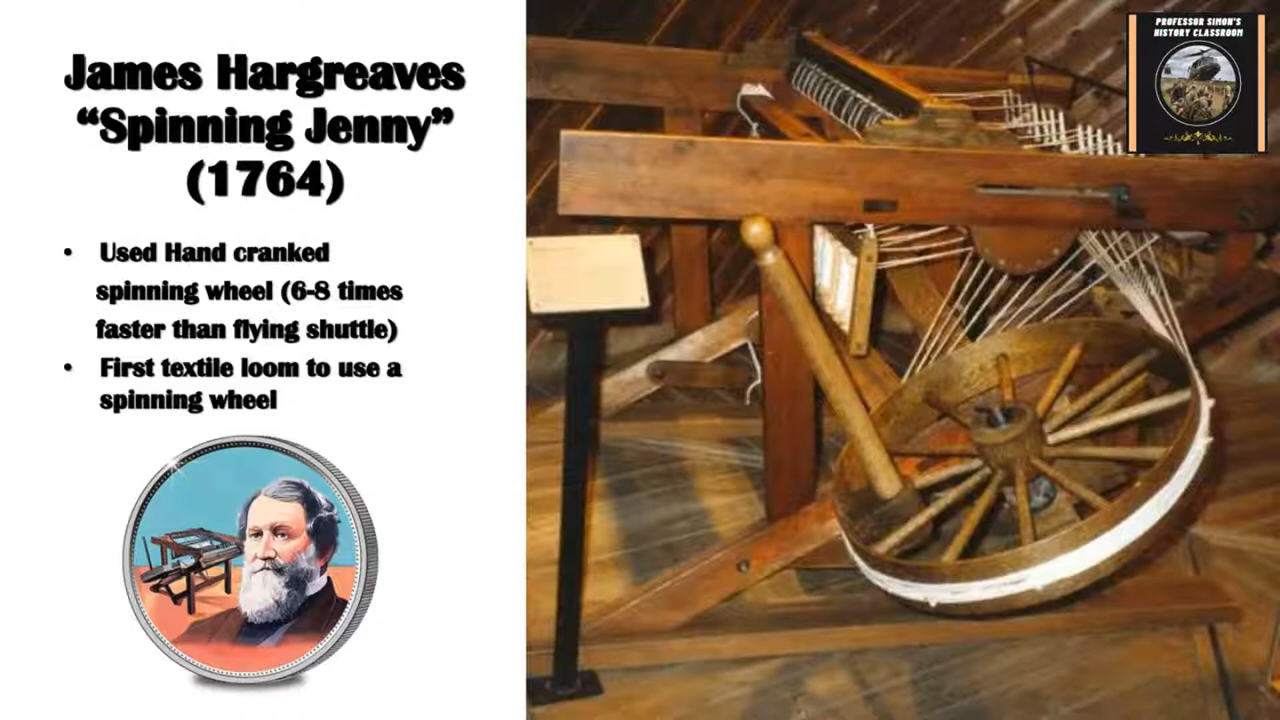 James Hargreaves
“Spinning Jenny”
(1764)
• Used Hand cranked
spinning wheel (6-8 times
faster than flying shuttle)
• First textile loom to use a
spinning wheel
PROFESSOR SIMON'S
HISTORY CLASSROOM